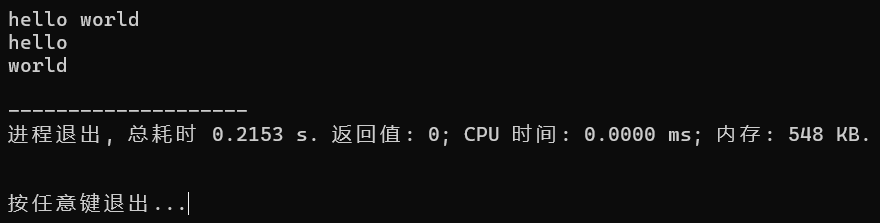 hello world
hello
world
--------------------
进程退出, 总耗时 0.2153 s. 返回值: 0; CPU 时间: 0.0000 ms; 内存: 548 KB.
按任意键退出...